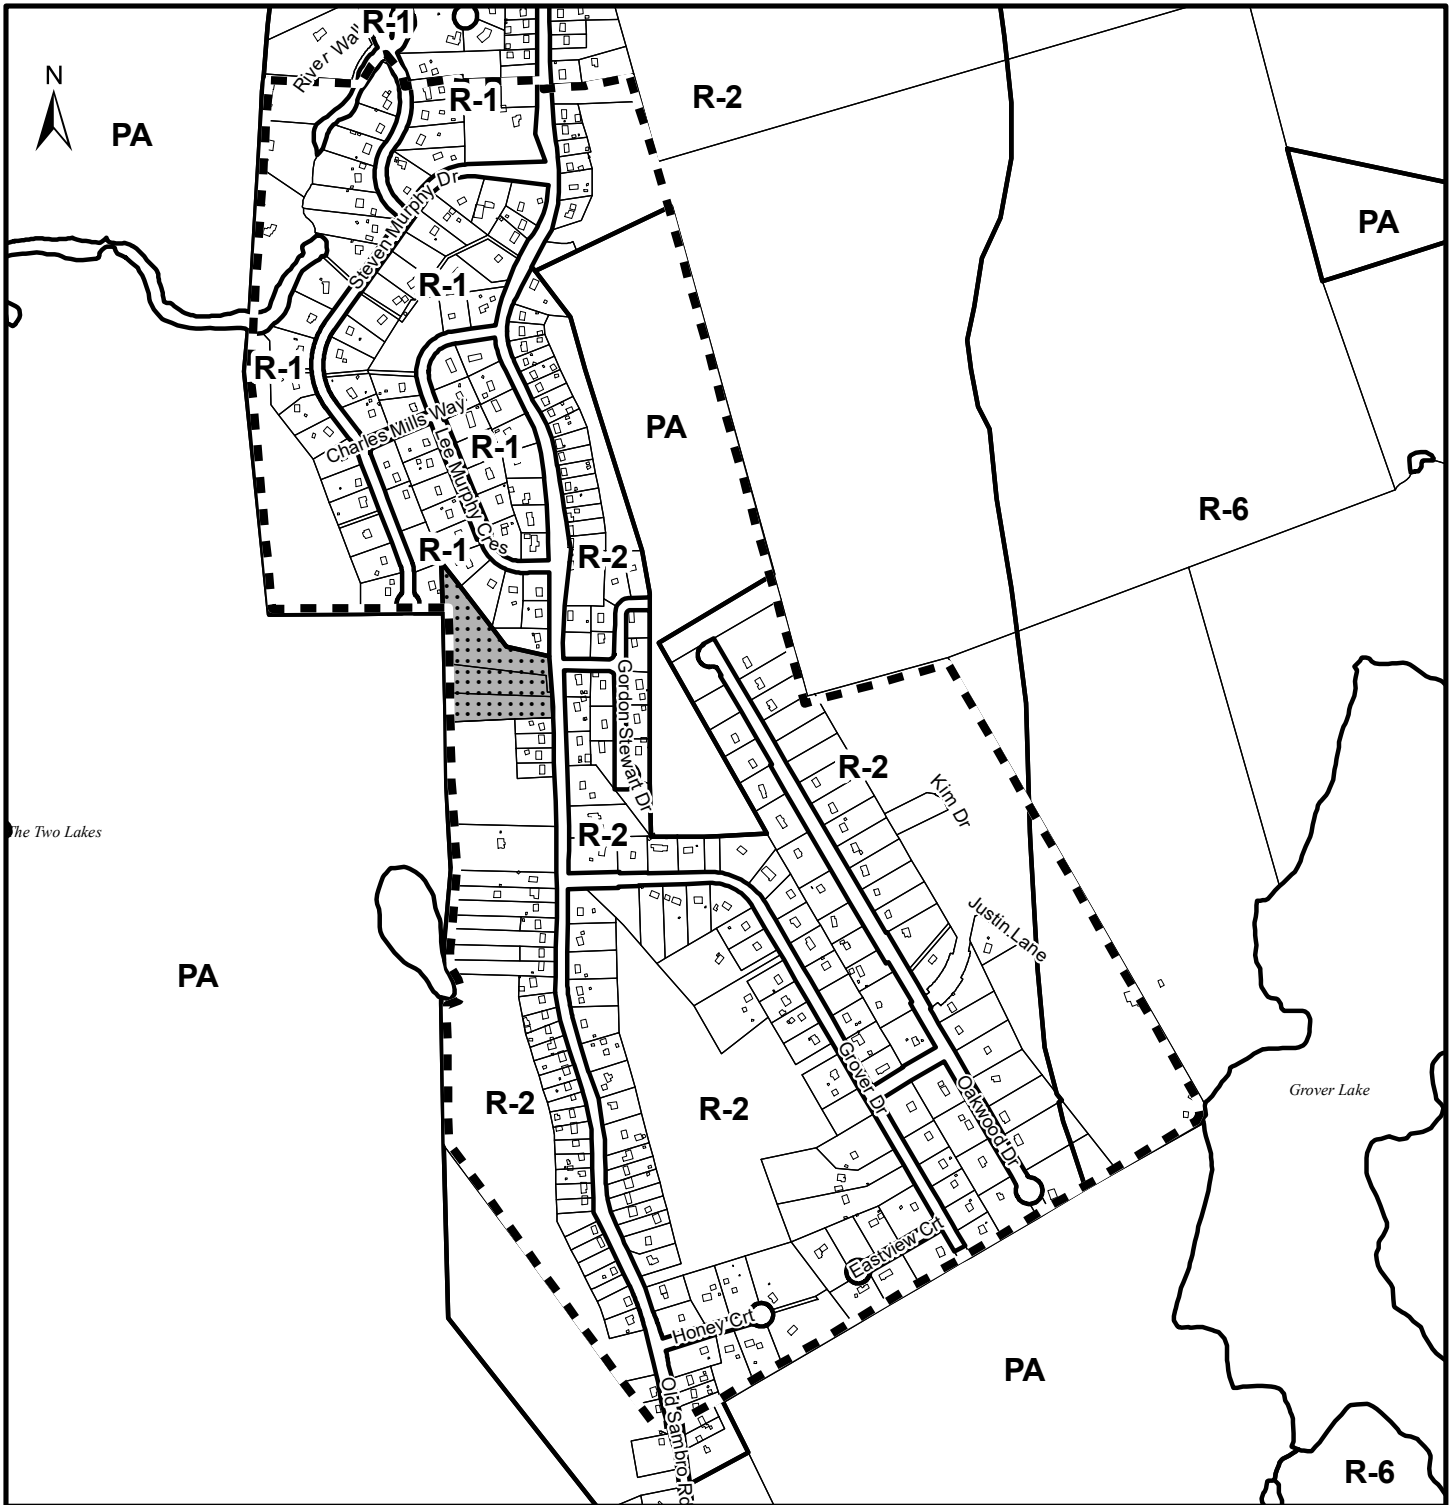 R-1
River Wal
N
R-1
R-2
PA
Steven Murphy Dr
PA
R-1
R-1
Charles Mills Way
Lee Murphy Cres
R-1
PA
R-6
R-1
R-2
Gordon Stewart Dr
R-2
Kim Dr
R-2
The Two Lakes
Justin Lane
PA
Grover Dr
Oakwood Dr
Grover Lake
R-2
R-2
Eastview Crt
Honey Crt
PA
Old Sambro Rd
R-6